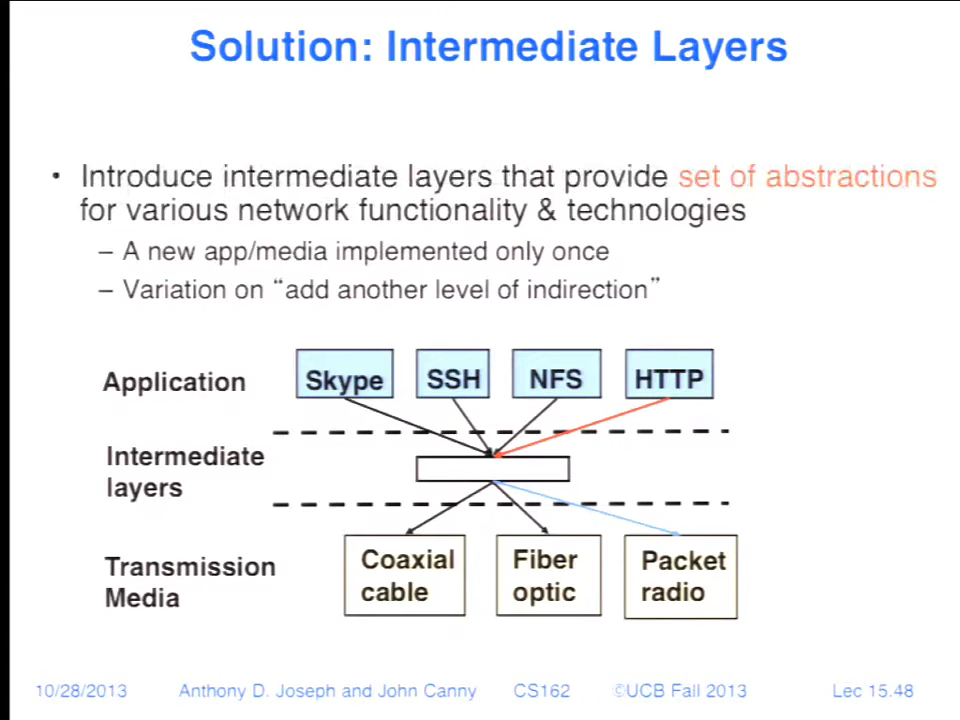 Solution: Intermediate Layers
• Introduce intermediate layers that provide set of abstractions
for various network functionality & technologies
– A new app/media implemented only once
– Variation on “add another level of indirection”
Application
Skype
SSH
NFS
HTTP
Intermediate
layers
Transmission
Media
Coaxial
cable
Fiber
optic
Packet
radio
10/28/2013
Anthony D. Joseph and John Canny
CS162
©UCB Fall 2013
Lec 15.48